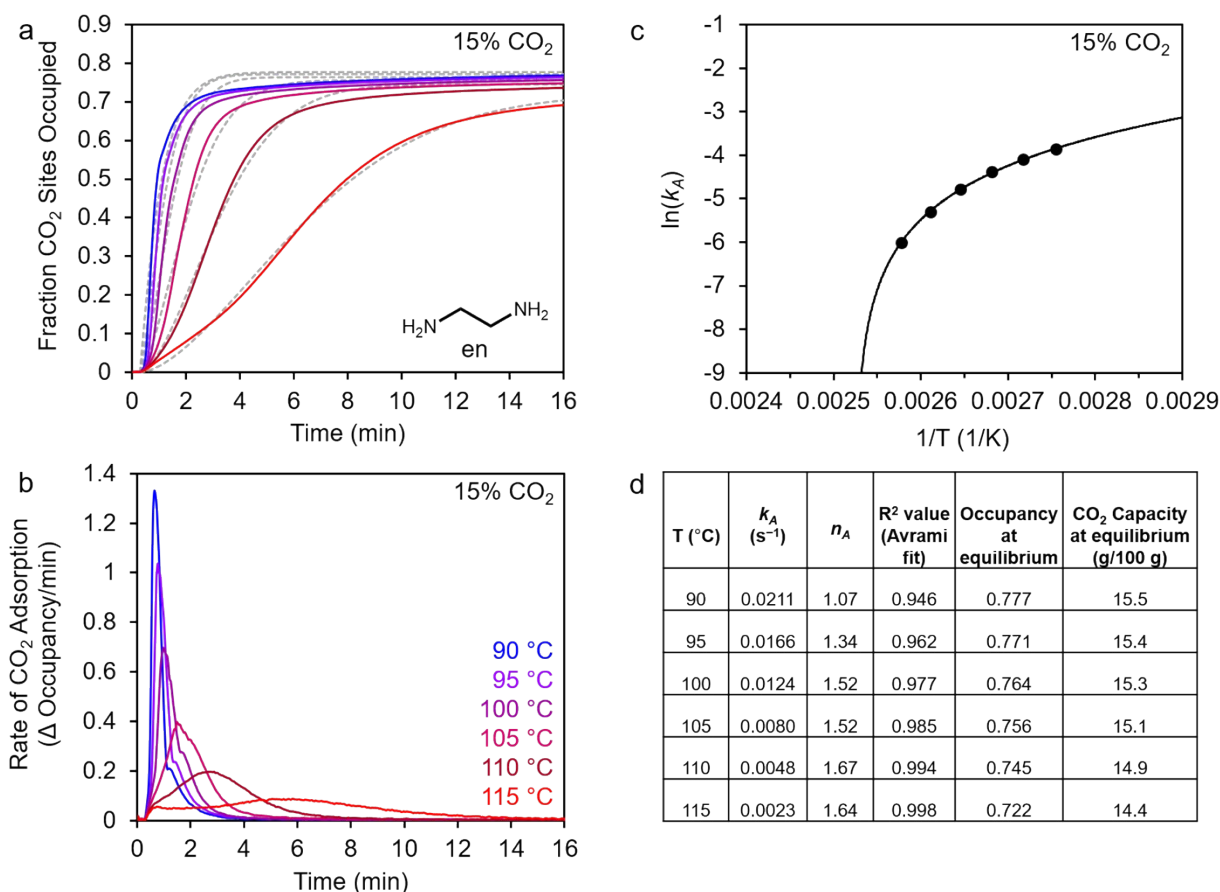 a
15% CO₂
Fraction CO₂ Sites Occupied
0.9
0.8
0.7
0.6
0.5
0.4
0.3
0.2
0.1
0
0 2 4 6 8 10 12 14 16
Time (min)
H₂N
NH₂
en
b
15% CO₂
Rate of CO₂ Adsorption
(Δ Occupancy/min)
1.4
1.2
1
0.8
0.6
0.4
0.2
0
90 °C
95 °C
100 °C
105 °C
110 °C
115 °C
0 2 4 6 8 10 12 14 16
Time (min)
c
15% CO₂
ln(kA)
-1
-2
-3
-4
-5
-6
-7
-8
-9
0.0024 0.0025 0.0026 0.0027 0.0028 0.0029
1/T (1/K)
d
T (°C) kA (s⁻¹) nA R² value (Avrami fit) Occupancy at equilibrium CO₂ Capacity at equilibrium (g/100 g)
90 0.0211 1.07 0.946 0.777 15.5
95 0.0166 1.34 0.962 0.771 15.4
100 0.0124 1.52 0.977 0.764 15.3
105 0.0080 1.52 0.985 0.756 15.1
110 0.0048 1.67 0.994 0.745 14.9
115 0.0023 1.64 0.998 0.722 14.4